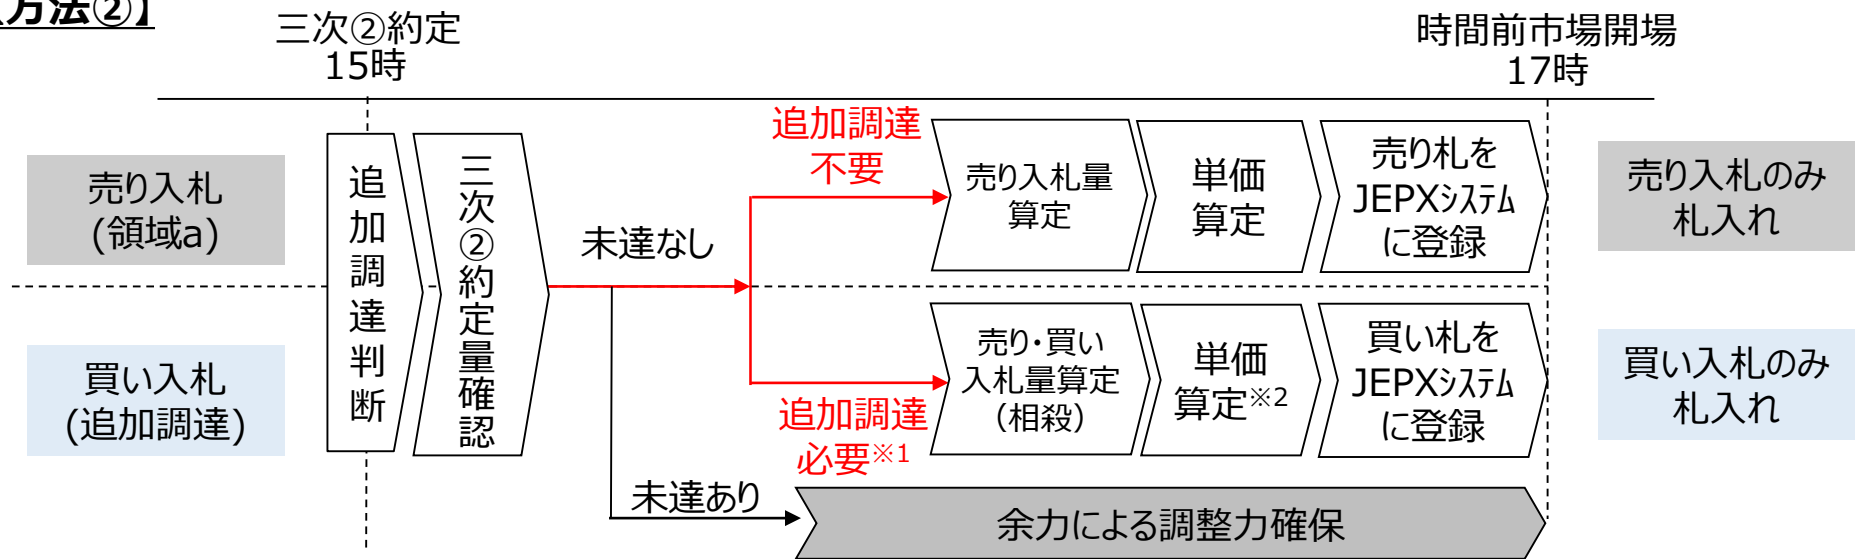 方法②】
三次②約定
15時
時間前市場開場
17時
売り入札
(領域a)
買い入札
(追加調達)
追加調達判断
三次②約定量確認
未達なし
未達あり
追加調達
不要
追加調達
必要※1
売り入札量
算定
単価
算定
売り札を
JEPXシステム
に登録
売り・買い
入札量算定
(相殺)
単価
算定※2
買い札を
JEPXシステム
に登録
余力による調整力確保
売り入札のみ
札入れ
買い入札のみ
札入れ